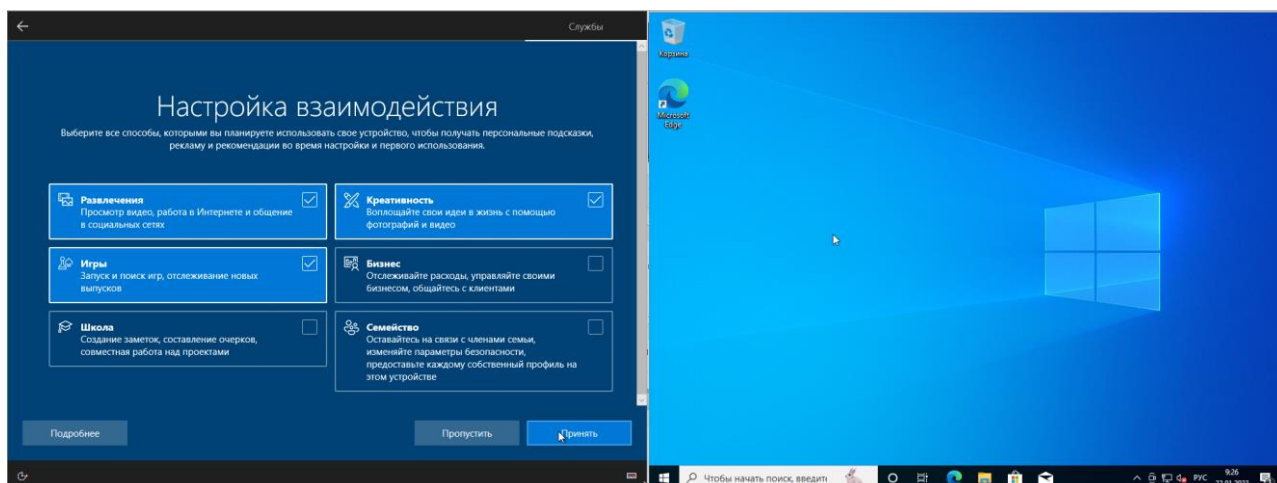 Службы
Настройка взаимодействия
Выберите все способы, которыми вы планируете использовать свое устройство, чтобы получать персональные подсказки,
рекламу и рекомендации во время настройки и первого использования.
Развлечения
Просмотр видео, работа в Интернете и общение
в социальных сетях
Креативность
Воплощайте свои идеи в жизнь с помощью
фотографий и видео
Игры
Запуск и поиск игр, отслеживание новых
выпусков
Бизнес
Отслеживайте расходы, управляйте своими
бизнесом, общайтесь с клиентами
Школа
Создание заметок, составление очерков,
совместная работа над проектами
Семейство
Оставайтесь на связи с членами семьи,
изменяйте параметры безопасности,
предоставьте каждому собственный профиль на
этом устройстве
Подробнее
Пропустить
Принять
Корзина
Microsoft
Edge
Чтобы начать поиск, введите
РУС
9:26